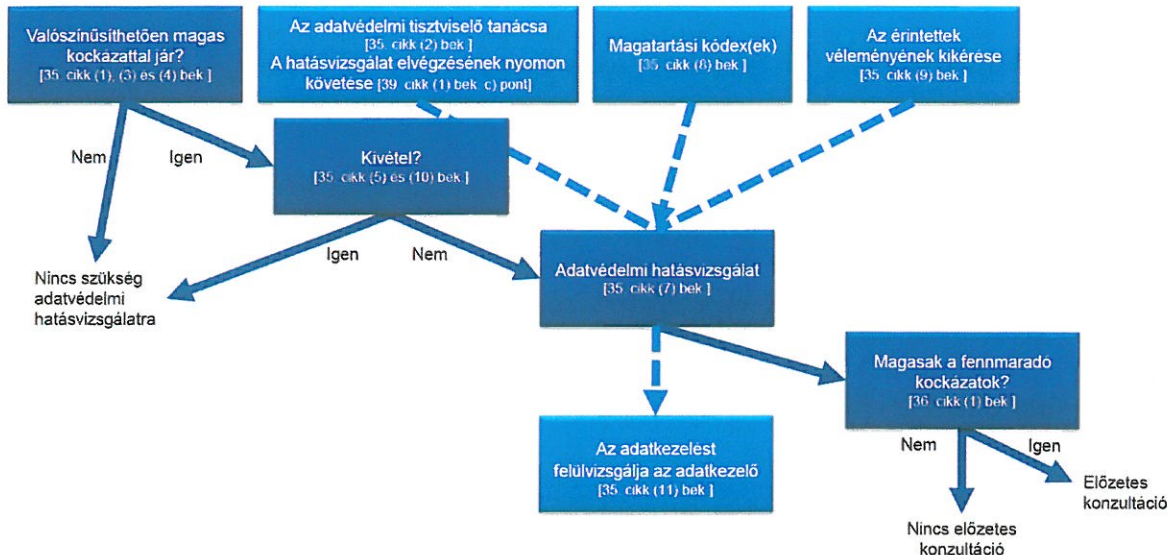 Valószínűsíthetően magas
kockázattal jár?
[35. cikk (1), (3) és (4) bek.]
Az adatvédelmi tisztviselő tanácsa
[35. cikk (2) bek.]
A hatásvizsgálat elvégzésének nyomon
követése [39. cikk (1) bek. c) pont]
Magatartási kódex(ek)
[35. cikk (8) bek.]
Az érintettek
véleményének kikérése
[35. cikk (9) bek.]
Nem
Igen
Kivétel?
[35. cikk (5) és (10) bek.]
Igen
Nem
Nincs szükség
adatvédelmi
hatásvizsgálatra
Adatvédelmi hatásvizsgálat
[35. cikk (7) bek.]
Magasak a fennmaradó
kockázatok?
[36. cikk (1) bek.]
Az adatkezelést
felülvizsgálja az adatkezelő
[35. cikk (11) bek.]
Nem
Igen
Előzetes
konzultáció
Nincs előzetes
konzultáció